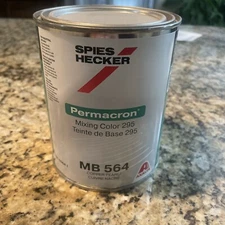 SPIES
HECKER
Permacron
Mixing Color 295
Teinte de Base 295
MB 564